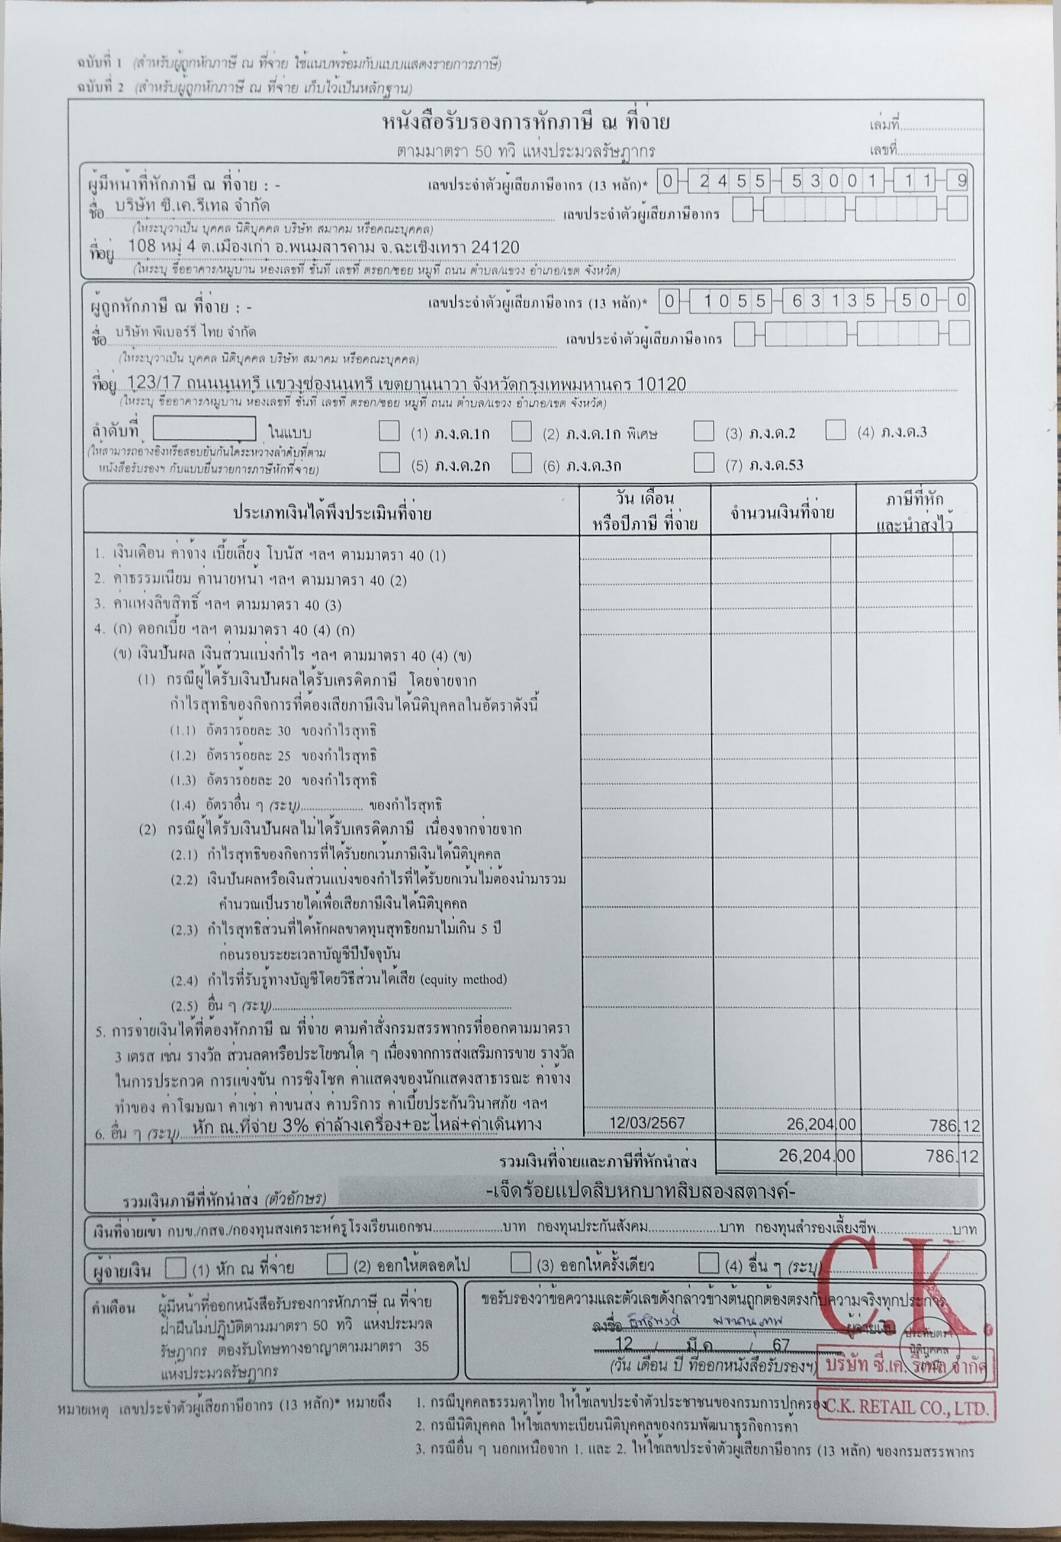 ฉบับที่ 1 (สำหรับผู้ถูกหักภาษี ณ ที่จ่าย ใช้แนบพร้อมกับแบบแสดงรายการภาษี)
ฉบับที่ 2 (สำหรับผู้ถูกหักภาษี ณ ที่จ่าย เก็บไว้เป็นหลักฐาน)
หนังสือรับรองการหักภาษี ณ ที่จ่าย
เล่มที่
ตามมาตรา 50 ทวิ แห่งประมวลรัษฎากร
เลขที่
ผู้มีหน้าที่หักภาษี ณ ที่จ่าย : - เลขประจำตัวผู้เสียภาษีอากร (13 หลัก)* 0 2455 53001 11 9
ชื่อ บริษัท ซี.เค.รีเทล จำกัด เลขประจำตัวผู้เสียภาษีอากร
(ให้ระบุว่าเป็น บุคคล นิติบุคคล บริษัท สมาคม หรือคณะบุคคล)
ที่อยู่ 108 หมู่ 4 ต.เมืองเก่า อ.พนมสารคาม จ.ฉะเชิงเทรา 24120
(ให้ระบุ ชื่ออาคาร/หมู่บ้าน ห้องเลขที่ ชั้นที่ เลขที่ ตรอก/ซอย หมู่ที่ ถนน ตำบล/แขวง อำเภอ/เขต จังหวัด)
ผู้ถูกหักภาษี ณ ที่จ่าย : - เลขประจำตัวผู้เสียภาษีอากร (13 หลัก)* 0 1055 63135 50 0
ชื่อ บริษัท พีเบอร์รี่ ไทย จำกัด เลขประจำตัวผู้เสียภาษีอากร
(ให้ระบุว่าเป็น บุคคล นิติบุคคล บริษัท สมาคม หรือคณะบุคคล)
ที่อยู่ 123/17 ถนนนนทรี แขวงช่องนนทรี เขตยานนาวา จังหวัดกรุงเทพมหานคร 10120
(ให้ระบุ ชื่ออาคาร/หมู่บ้าน ห้องเลขที่ ชั้นที่ เลขที่ ตรอก/ซอย หมู่ที่ ถนน ตำบล/แขวง อำเภอ/เขต จังหวัด)
ลำดับที่ ในแบบ (1) ภ.ง.ด.1ก (2) ภ.ง.ด.1ก พิเศษ (3) ภ.ง.ด.2 (4) ภ.ง.ด.3
(ให้สามารถอ้างอิงหรือสอบยันกันได้ระหว่างลำดับที่ตาม
หนังสือรับรองฯ กับแบบยื่นรายการภาษีหักที่จ่าย) (5) ภ.ง.ด.2ก (6) ภ.ง.ด.3ก (7) ภ.ง.ด.53
ประเภทเงินได้พึงประเมินที่จ่าย วัน เดือน หรือปีภาษี ที่จ่าย จำนวนเงินที่จ่าย ภาษีที่หัก และนำส่งไว้
1. เงินเดือน ค่าจ้าง เบี้ยเลี้ยง โบนัส ฯลฯ ตามมาตรา 40 (1)
2. ค่าธรรมเนียม ค่านายหน้า ฯลฯ ตามมาตรา 40 (2)
3. ค่าแห่งลิขสิทธิ์ ฯลฯ ตามมาตรา 40 (3)
4. (ก) ดอกเบี้ย ฯลฯ ตามมาตรา 40 (4) (ก)
(ข) เงินปันผล เงินส่วนแบ่งกำไร ฯลฯ ตามมาตรา 40 (4) (ข)
(1) กรณีผู้ได้รับเงินปันผลได้รับเครดิตภาษี โดยจ่ายจาก
กำไรสุทธิของกิจการที่ต้องเสียภาษีเงินได้นิติบุคคลในอัตราดังนี้
(1.1) อัตราร้อยละ 30 ของกำไรสุทธิ
(1.2) อัตราร้อยละ 25 ของกำไรสุทธิ
(1.3) อัตราร้อยละ 20 ของกำไรสุทธิ
(1.4) อัตราอื่น ๆ (ระบุ) ของกำไรสุทธิ
(2) กรณีผู้ได้รับเงินปันผลไม่ได้รับเครดิตภาษี เนื่องจากจ่ายจาก
(2.1) กำไรสุทธิของกิจการที่ได้รับยกเว้นภาษีเงินได้นิติบุคคล
(2.2) เงินปันผลหรือเงินส่วนแบ่งของกำไรที่ได้รับยกเว้นไม่ต้องนำมารวม
คำนวณเป็นรายได้เพื่อเสียภาษีเงินได้นิติบุคคล
(2.3) กำไรสุทธิส่วนที่ได้หักผลขาดทุนสุทธิยกมาไม่เกิน 5 ปี
ก่อนรอบระยะเวลาบัญชีปีปัจจุบัน
(2.4) กำไรที่รับรู้ทางบัญชีโดยวิธีส่วนได้เสีย (equity method)
(2.5) อื่น ๆ (ระบุ)
5. การจ่ายเงินได้ที่ต้องหักภาษี ณ ที่จ่าย ตามคำสั่งกรมสรรพากรที่ออกตามมาตรา
3 เตรส เช่น รางวัล ส่วนลดหรือประโยชน์ใด ๆ เนื่องจากการส่งเสริมการขาย รางวัล
ในการประกวด การแข่งขัน การชิงโชค ค่าแสดงของนักแสดงสาธารณะ ค่าจ้าง
ทำของ ค่าโฆษณา ค่าเช่า ค่าขนส่ง ค่าบริการ ค่าเบี้ยประกันวินาศภัย ฯลฯ
6. อื่น ๆ (ระบุ) หัก ณ.ที่จ่าย 3% ค่าล้างเครื่อง+อะไหล่+ค่าเดินทาง 12/03/2567 26,204.00 786.12
รวมเงินที่จ่ายและภาษีที่หักนำส่ง 26,204.00 786.12
รวมเงินภาษีที่หักนำส่ง (ตัวอักษร) -เจ็ดร้อยแปดสิบหกบาทสิบสองสตางค์-
เงินที่จ่ายเข้า กบข./กสจ./กองทุนสงเคราะห์ครูโรงเรียนเอกชน บาท กองทุนประกันสังคม บาท กองทุนสำรองเลี้ยงชีพ บาท
ผู้จ่ายเงิน (1) หัก ณ ที่จ่าย (2) ออกให้ตลอดไป (3) ออกให้ครั้งเดียว (4) อื่น ๆ (ระบุ)
C.K.
คำเตือน ผู้มีหน้าที่ออกหนังสือรับรองการหักภาษี ณ ที่จ่าย
ฝ่าฝืนไม่ปฏิบัติตามมาตรา 50 ทวิ แห่งประมวล
รัษฎากร ต้องรับโทษทางอาญาตามมาตรา 35
แห่งประมวลรัษฎากร
ขอรับรองว่าข้อความและตัวเลขดังกล่าวข้างต้นถูกต้องตรงกับความจริงทุกประการ
ลงชื่อ ผู้จ่ายเงิน
12 / มี.ค / 67
(วัน เดือน ปี ที่ออกหนังสือรับรองฯ)
ประทับตรา
นิติบุคคล
บริษัท ซี.เค. รีเทล จำกัด
C.K. RETAIL CO., LTD.
หมายเหตุ เลขประจำตัวผู้เสียภาษีอากร (13 หลัก)* หมายถึง 1. กรณีบุคคลธรรมดาไทย ให้ใช้เลขประจำตัวประชาชนของกรมการปกครอง
2. กรณีนิติบุคคล ให้ใช้เลขทะเบียนนิติบุคคลของกรมพัฒนาธุรกิจการค้า
3. กรณีอื่น ๆ นอกเหนือจาก 1. และ 2. ให้ใช้เลขประจำตัวผู้เสียภาษีอากร (13 หลัก) ของกรมสรรพากร